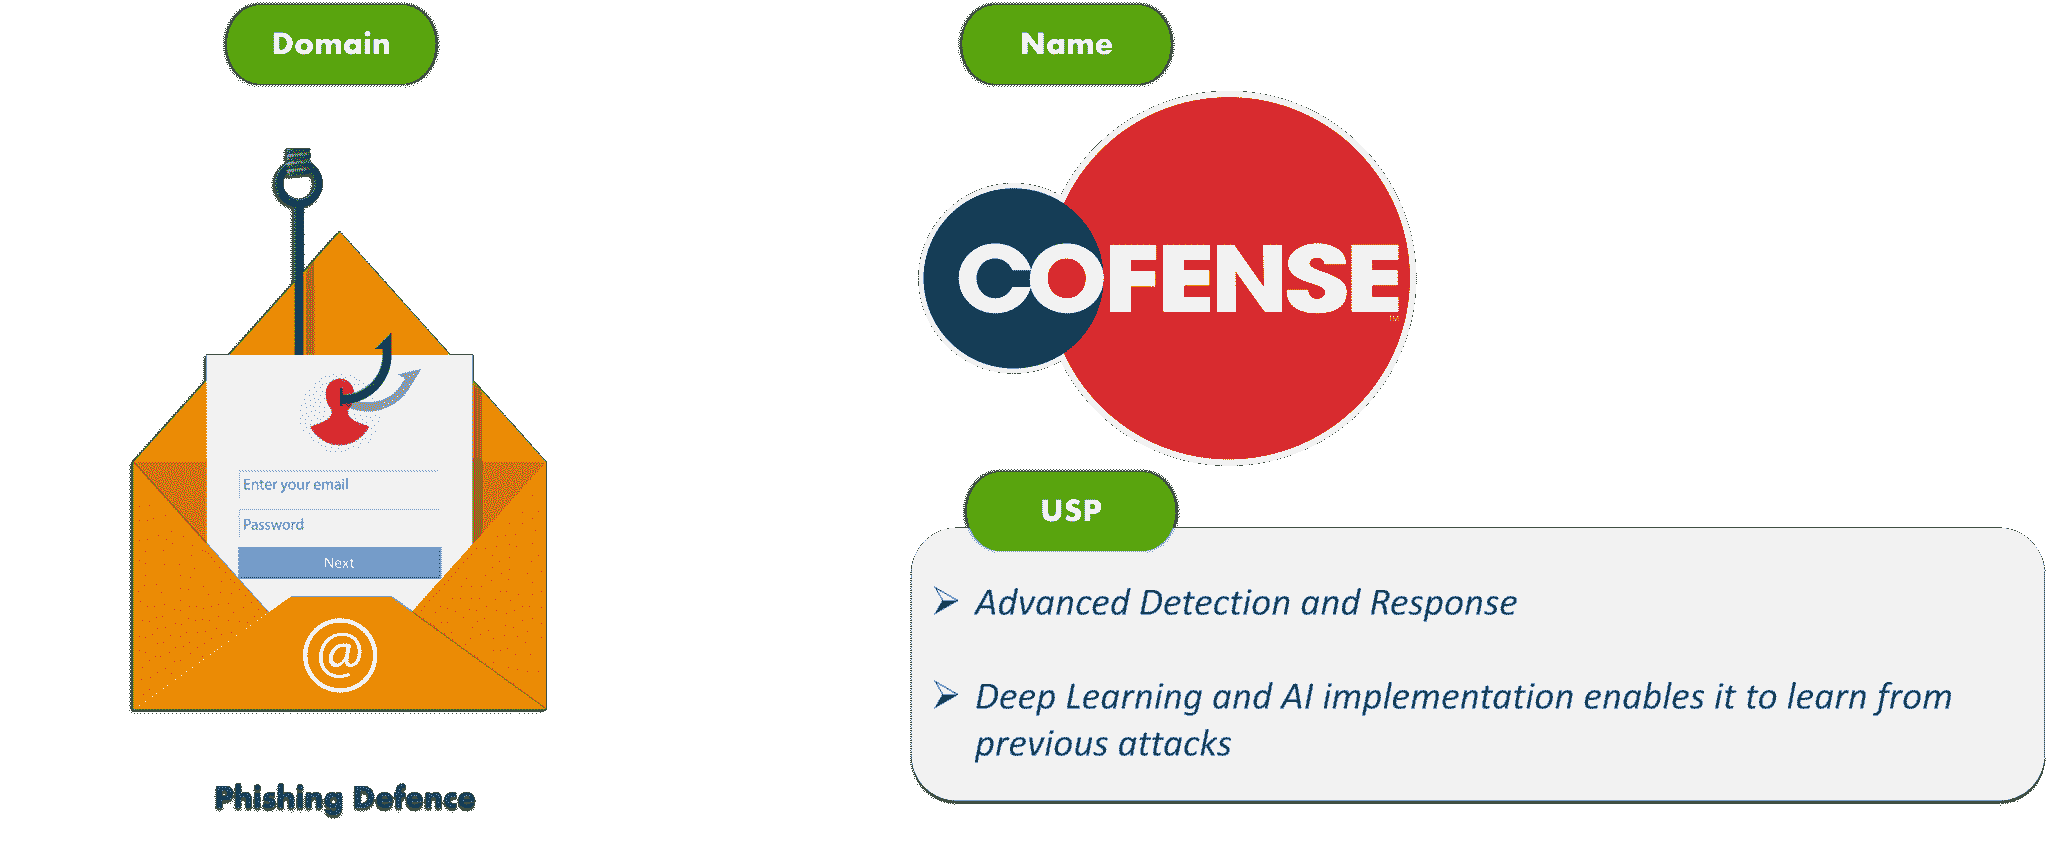 Domain
Name
COFENSE
TM
Enter your email
Password
Next
@
Phishing Defence
USP
Advanced Detection and Response
Deep Learning and AI implementation enables it to learn from
previous attacks